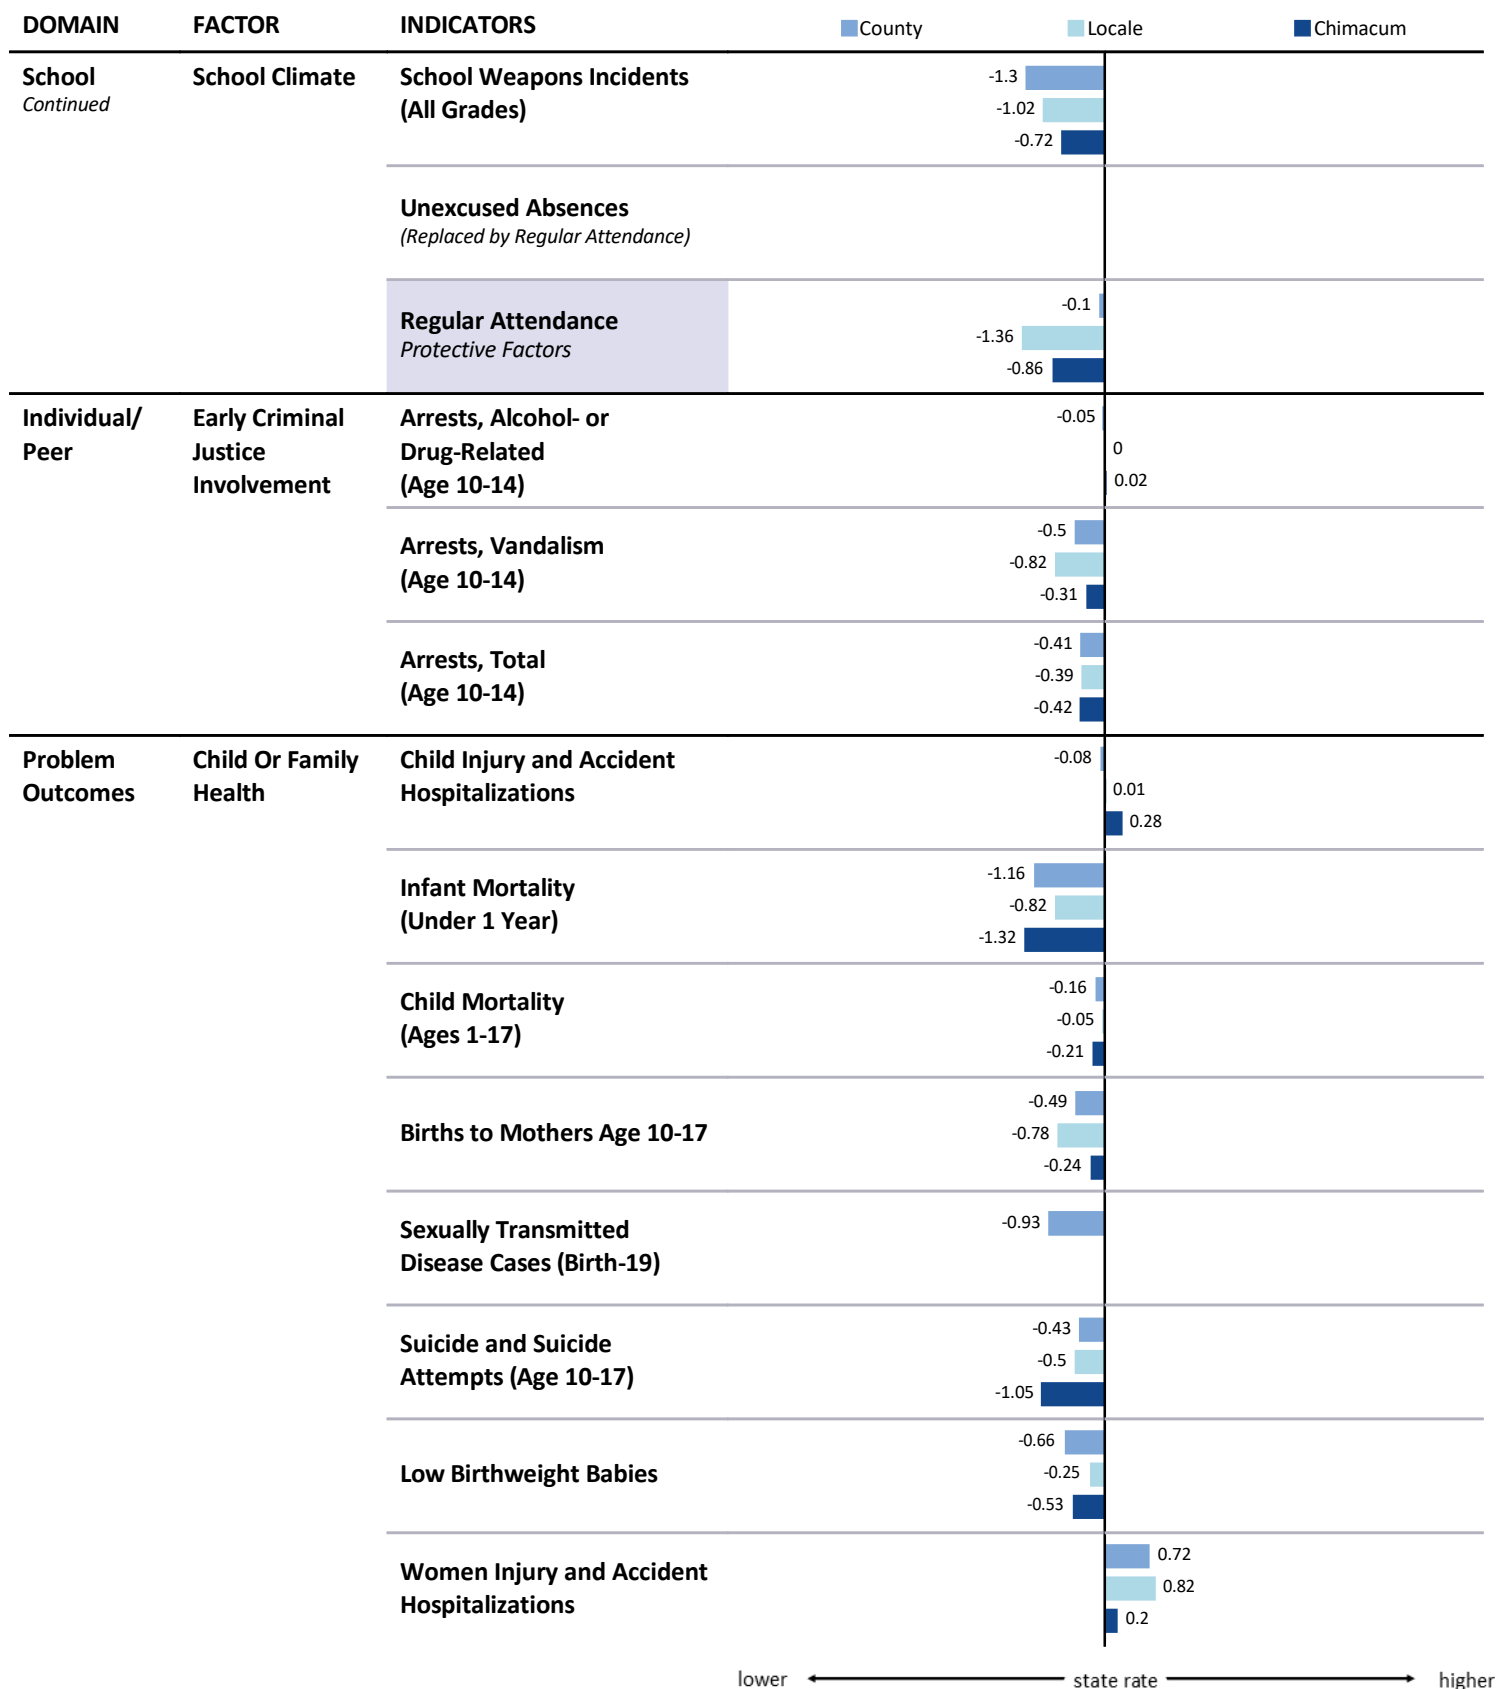 DOMAIN FACTOR INDICATORS County Locale Chimacum
School School Climate School Weapons Incidents
Continued
(All Grades)
-1.3
-1.02
-0.72
Unexcused Absences
(Replaced by Regular Attendance)
Regular Attendance
Protective Factors
-0.1
-1.36
-0.86
Individual/ Early Criminal Arrests, Alcohol- or
Peer Justice Drug-Related
Involvement (Age 10-14)
-0.05
0
0.02
Arrests, Vandalism
(Age 10-14)
-0.5
-0.82
-0.31
Arrests, Total
(Age 10-14)
-0.41
-0.39
-0.42
Problem Child Or Family Child Injury and Accident
Outcomes Health Hospitalizations
-0.08
0.01
0.28
Infant Mortality
(Under 1 Year)
-1.16
-0.82
-1.32
Child Mortality
(Ages 1-17)
-0.16
-0.05
-0.21
Births to Mothers Age 10-17
-0.49
-0.78
-0.24
Sexually Transmitted
Disease Cases (Birth-19)
-0.93
Suicide and Suicide
Attempts (Age 10-17)
-0.43
-0.5
-1.05
Low Birthweight Babies
-0.66
-0.25
-0.53
Women Injury and Accident
Hospitalizations
0.72
0.82
0.2
lower state rate higher